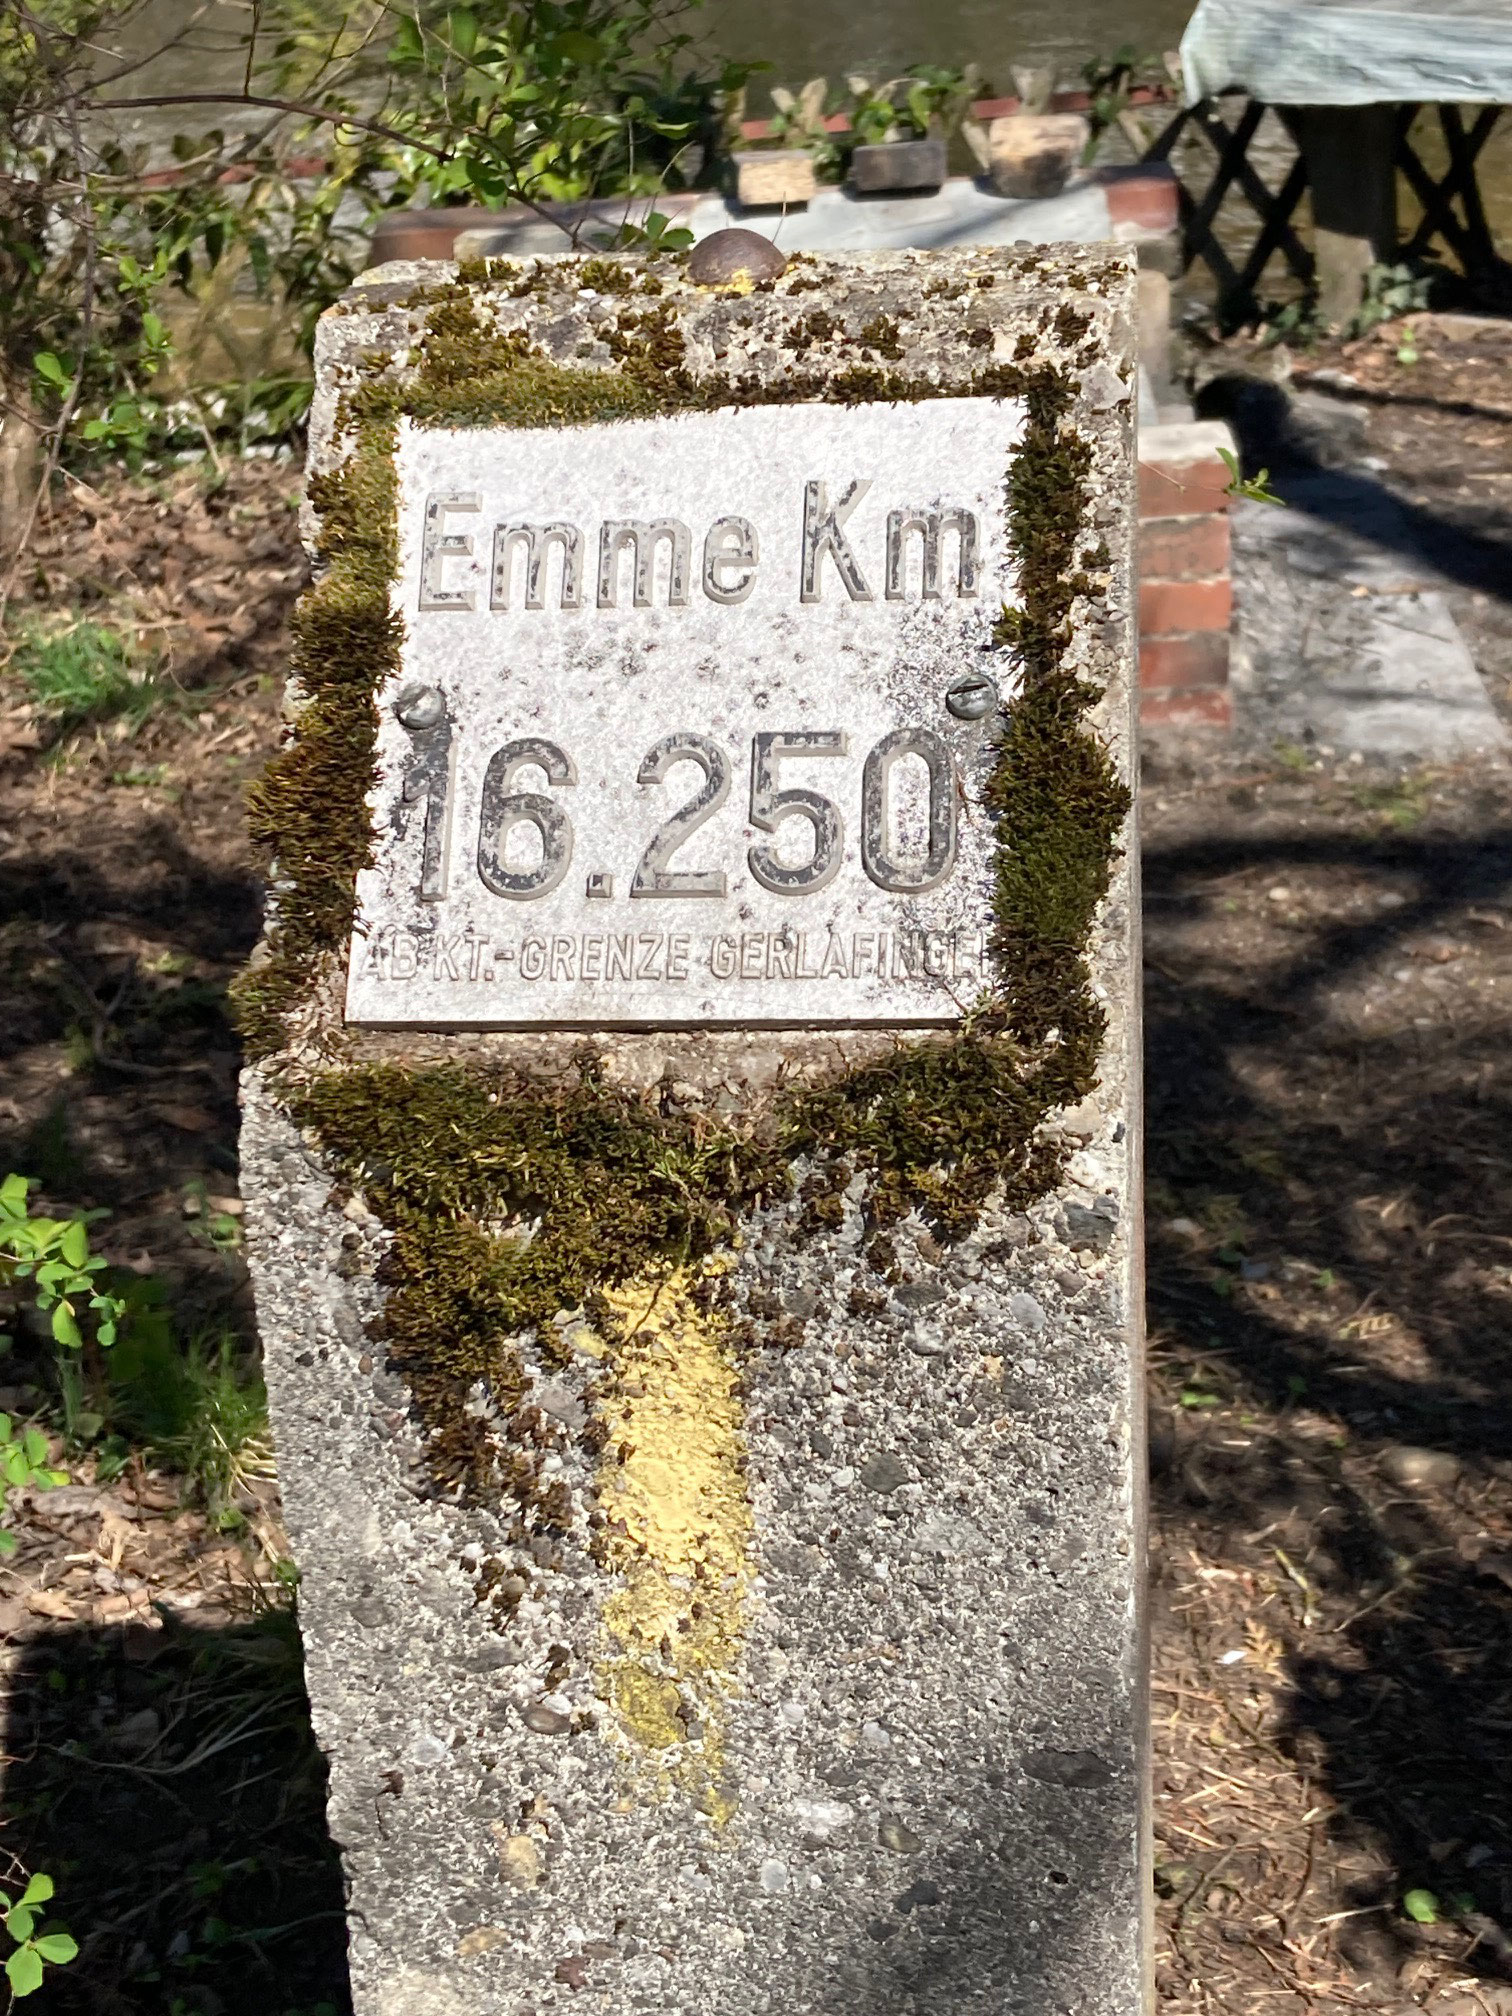 Emme Km
16.250
AB KT.-GRENZE GERLAFINGEN